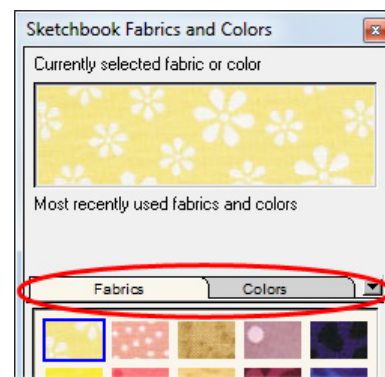 Sketchbook Fabrics and Colors
Currently selected fabric or color
Most recently used fabrics and colors
Fabrics Colors